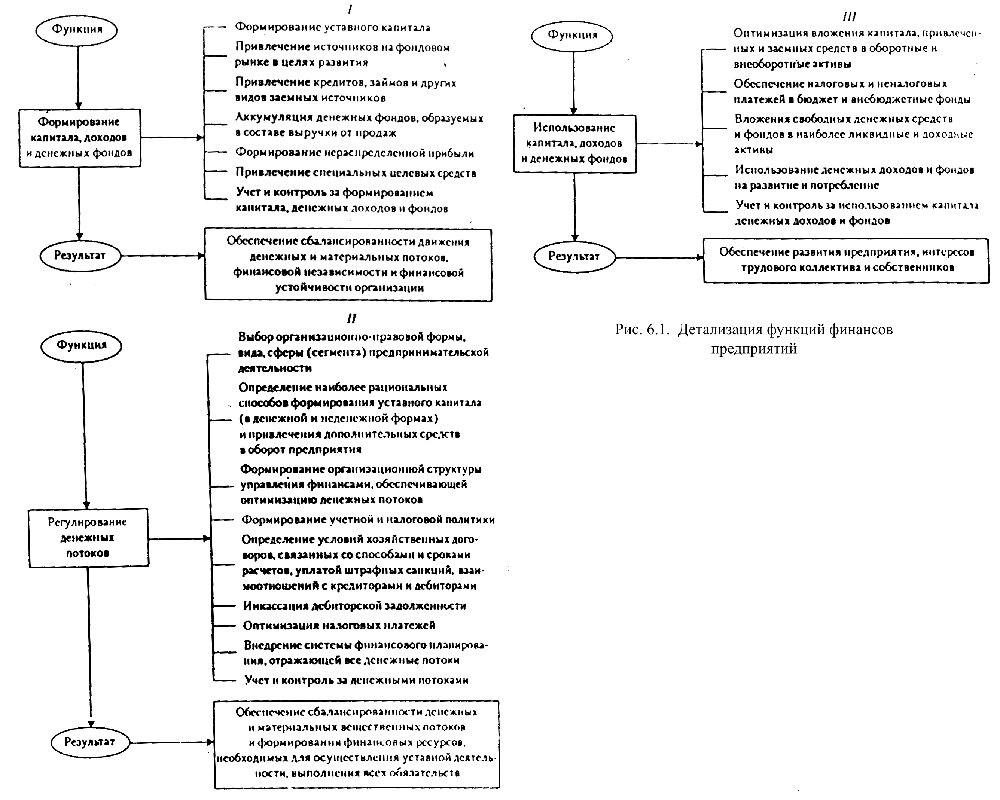 I
Функция
Формирование
капитала, доходов
и денежных фондов
Формирование уставного капитала
Привлечение источников на фондовом
рынке в целях развития
Привлечение кредитов, займов и других
видов заемных источников
Аккумуляция денежных фондов, образуемых
в составе выручки от продаж
Формирование нераспределенной прибыли
Привлечение специальных целевых средств
Учет и контроль за формированием
капитала, денежных доходов и фондов
Результат
Обеспечение сбалансированности движения
денежных и материальных потоков,
финансовой независимости и финансовой
устойчивости организации
II
Функция
Регулирование
денежных
потоков
Выбор организационно-правовой формы,
вида, сферы (сегмента) предпринимательской
деятельности
Определение наиболее рациональных
способов формирования уставного капитала
(в денежной и неденежной формах)
и привлечения дополнительных средств
в оборот предприятия
Формирование организационной структуры
управления финансами, обеспечивающей
оптимизацию денежных потоков
Формирование учетной и налоговой политики
Определение условий хозяйственных дого-
воров, связанных со способами и сроками
расчетов, уплатой штрафных санкций, взаи-
моотношений с кредиторами и дебиторами
Инкассация дебиторской задолженности
Оптимизация налоговых платежей
Внедрение системы финансового планирова-
ния, отражающей все денежные потоки
Учет и контроль за денежными потоками
Результат
Обеспечение сбалансированности денежных
и материальных вещественных потоков
и формирования финансовых ресурсов,
необходимых для осуществления уставной деятель-
ности, выполнения всех обязательств
III
Функция
Использование
капитала, доходов
и денежных фондов
Оптимизация вложения капитала, привлечен-
ных и заемных средств в оборотные и
внеоборотные активы
Обеспечение налоговых и неналоговых
платежей в бюджет и внебюджетные фонды
Вложения свободных денежных средств
и фондов в наиболее ликвидные и доходные
активы
Использование денежных доходов и фондов
на развитие и потребление
Учет и контроль за использованием капитала
денежных доходов и фондов
Результат
Обеспечение развития предприятия, интересов
трудового коллектива и собственников
Рис. 6.1. Детализация функций финансов
предприятий